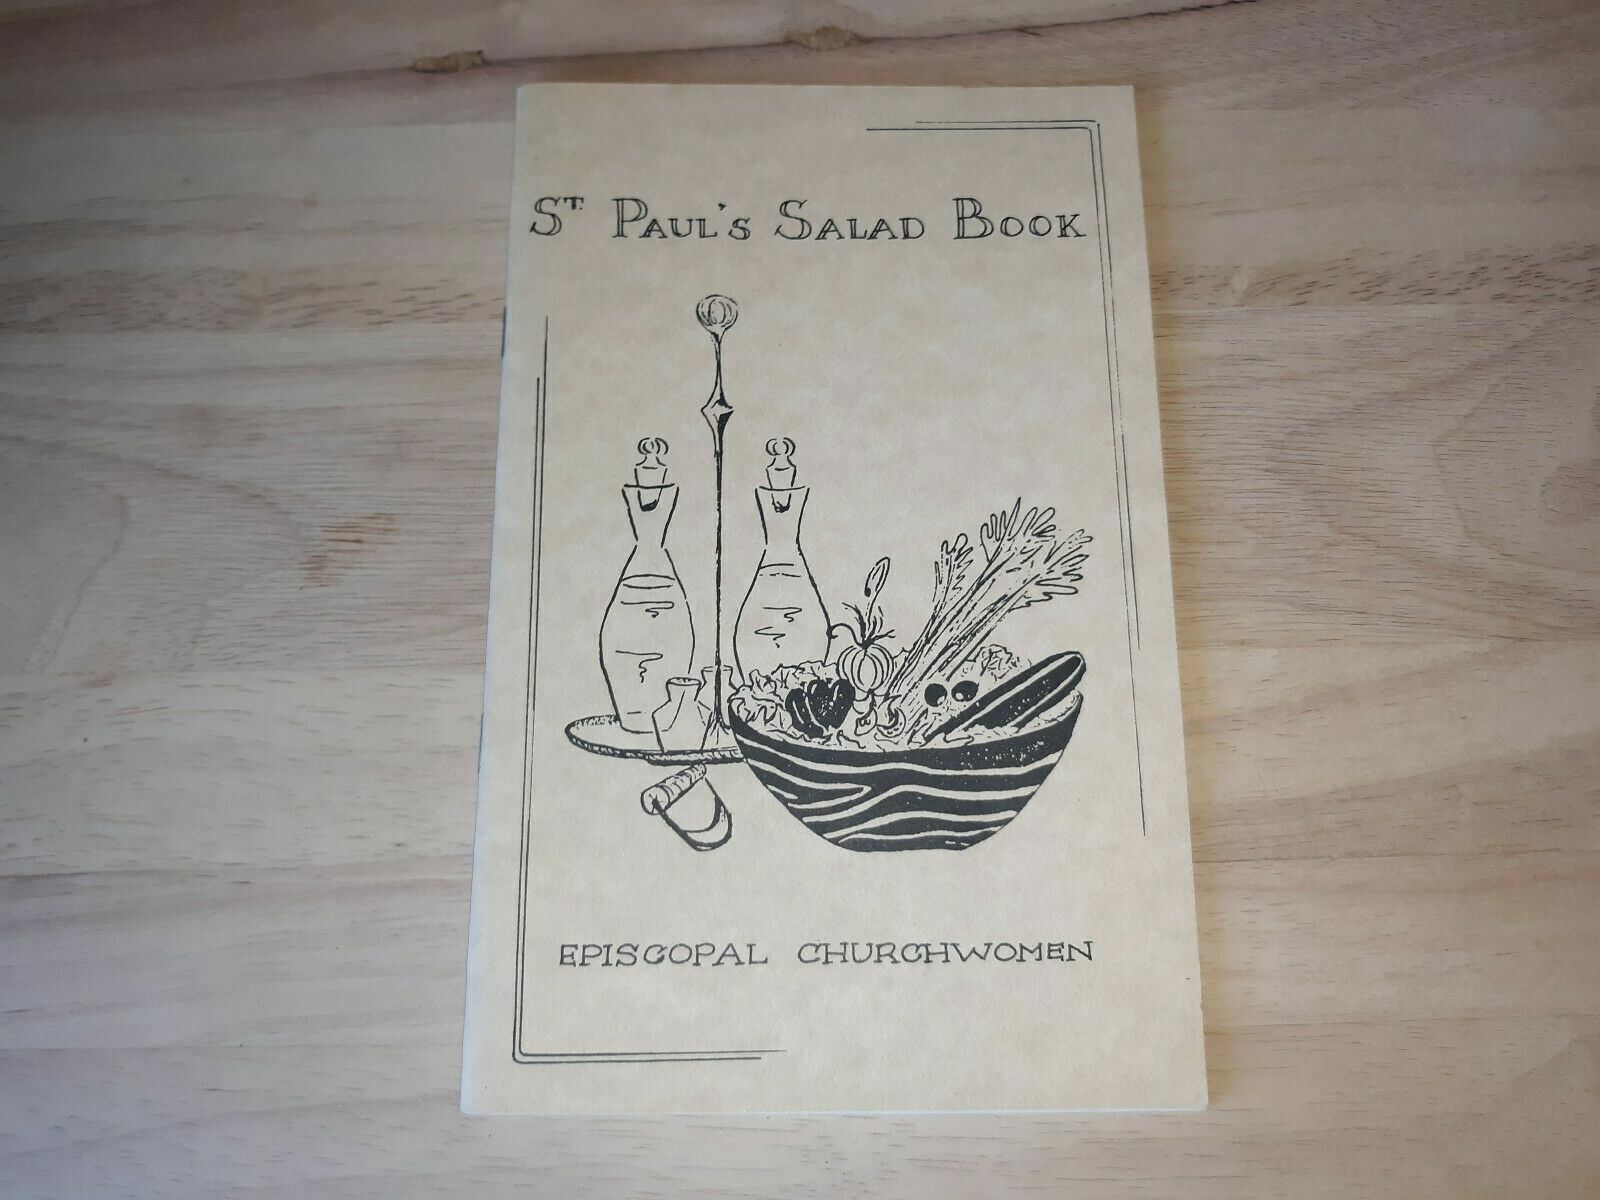 ST. PAUL'S SALAD BOOK
EPISCOPAL CHURCHWOMEN